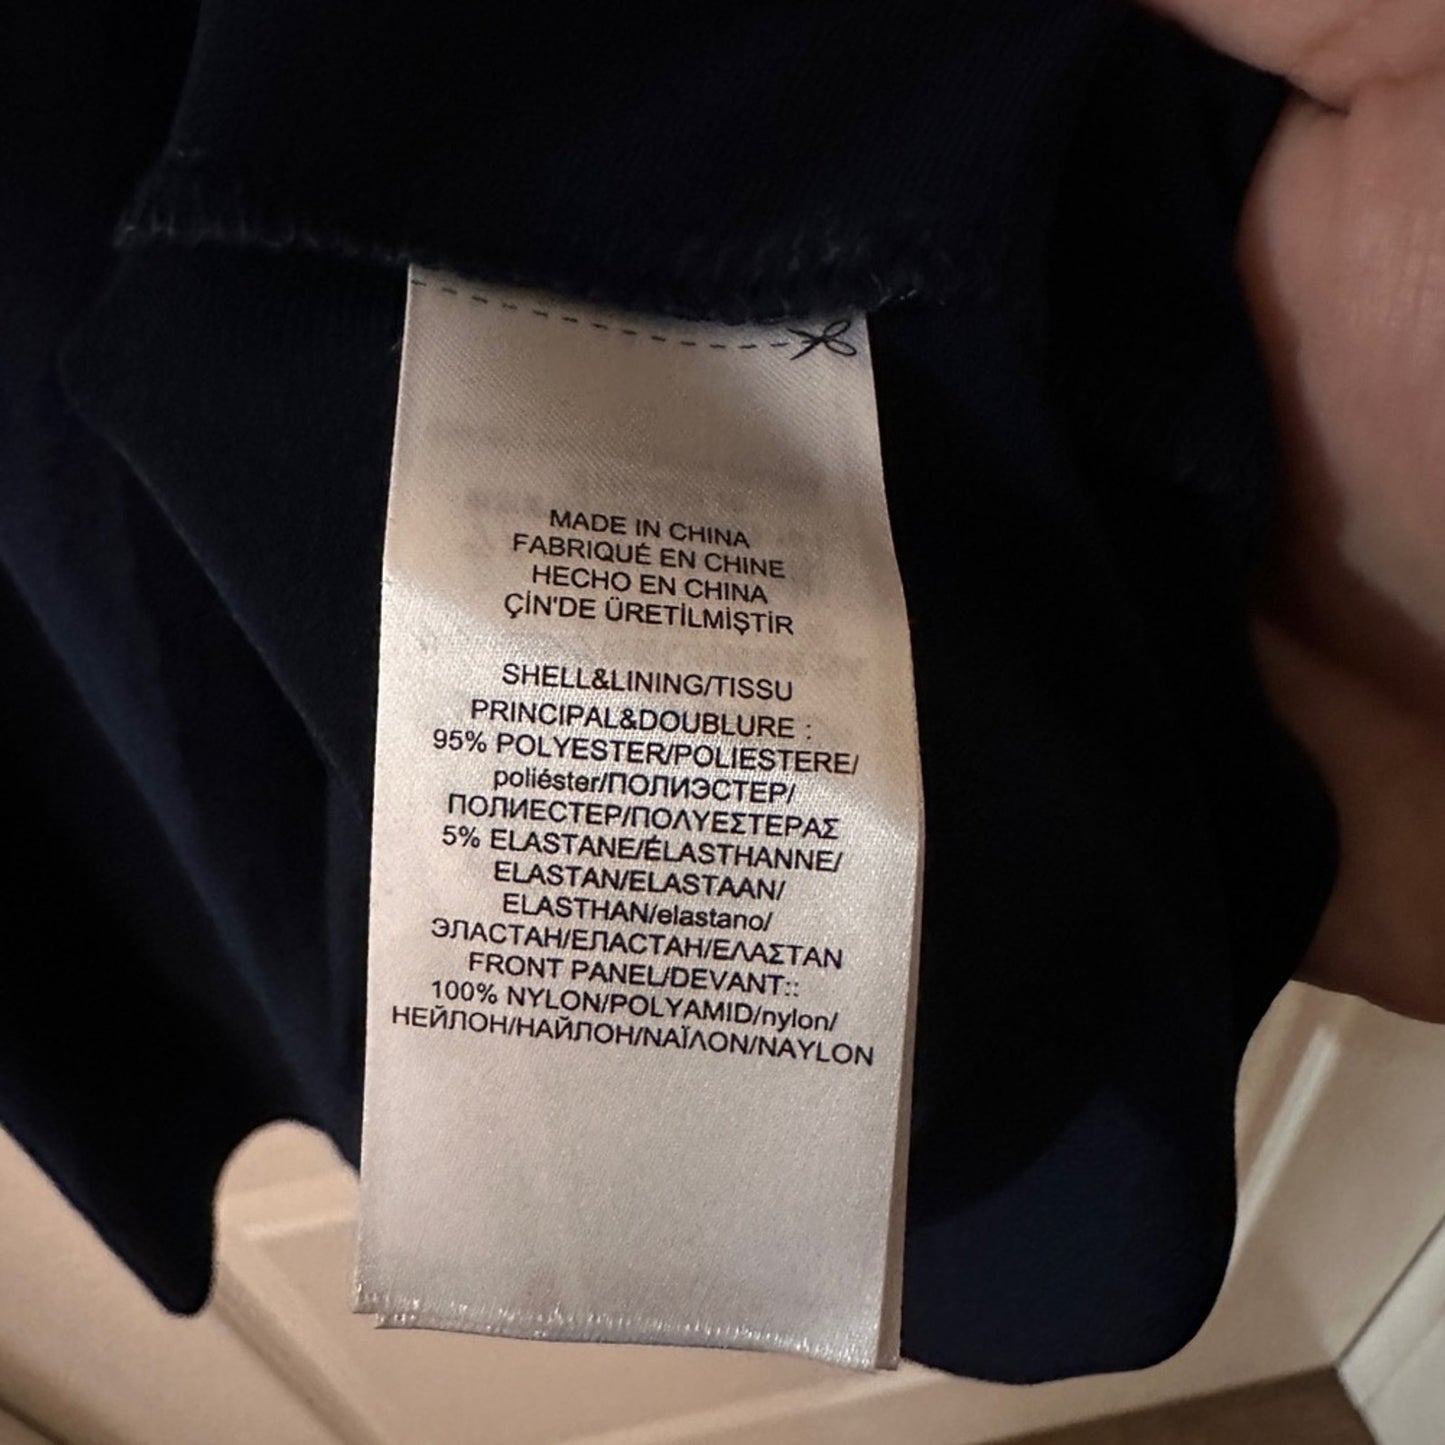 MADE IN CHINA
FABRIQUÉ EN CHINE
HECHO EN CHINA
ÇİN'DE ÜRETİLMİŞTİR
SHELL&LINING/TISSU
PRINCIPAL&DOUBLURE :
95% POLYESTER/POLIESTERE/
poliéster/ПОЛИЭСТЕР/
ПОЛИЕСТЕР/ΠΟΛΥΕΣΤΕΡΑΣ
5% ELASTANE/ÉLASTHANNE/
ELASTAN/ELASTAAN/
ELASTHAN/elastano/
ЭЛАСТАН/ЕЛАСТАН/ΕΛΑΣΤΑΝ
FRONT PANEL/DEVANT::
100% NYLON/POLYAMID/nylon/
НЕЙЛОН/НАЙЛОН/ΝΑΪΛΟΝ/NAYLON